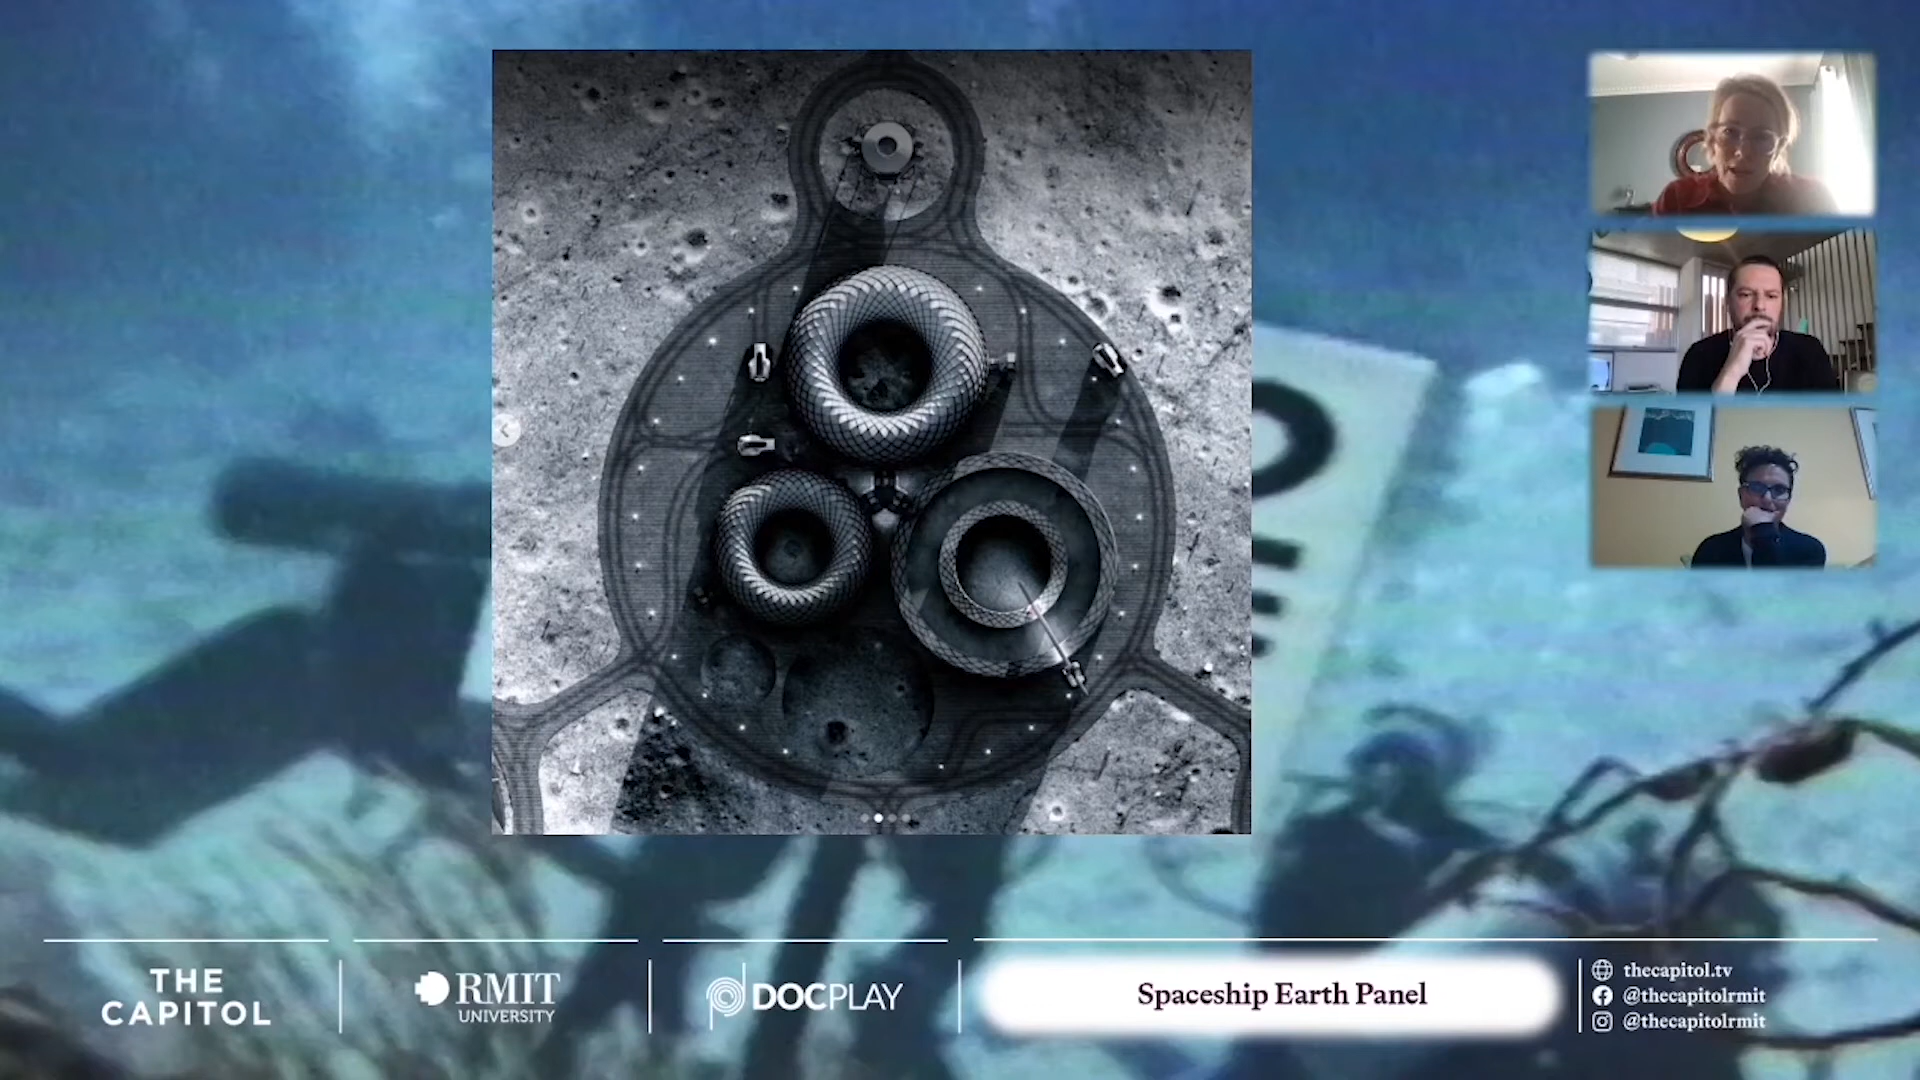 THE
CAPITOL
RMIT
UNIVERSITY
DOCPLAY
Spaceship Earth Panel
thecapitol.tv
@thecapitolrmit
@thecapitolrmit